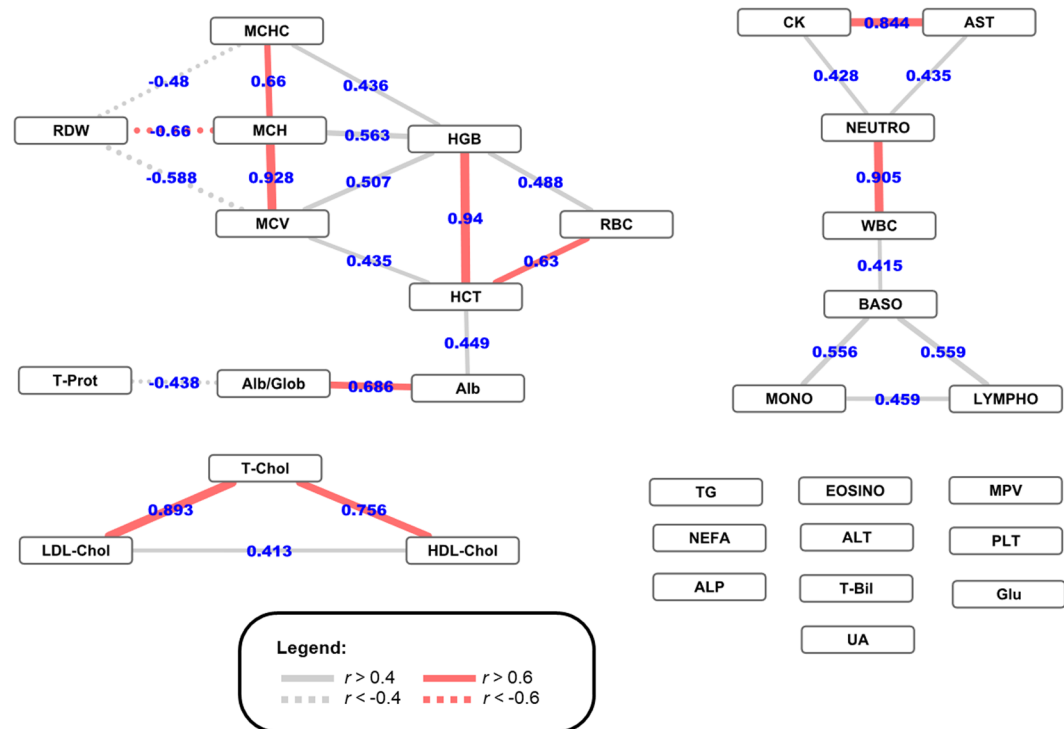 MCHC
CK
0.844
AST
-0.48
0.66
0.436
0.428
0.435
RDW
-0.66
MCH
0.563
HGB
NEUTRO
-0.588
0.928
0.507
0.488
0.905
MCV
RBC
WBC
0.94
0.435
0.63
0.415
HCT
BASO
0.449
0.556
0.559
T-Prot
-0.438
Alb/Glob
0.686
Alb
MONO
0.459
LYMPHO
T-Chol
0.893
0.756
LDL-Chol
0.413
HDL-Chol
TG
EOSINO
MPV
NEFA
ALT
PLT
ALP
T-Bil
Glu
UA
Legend:
r > 0.4
r > 0.6
r < -0.4
r < -0.6